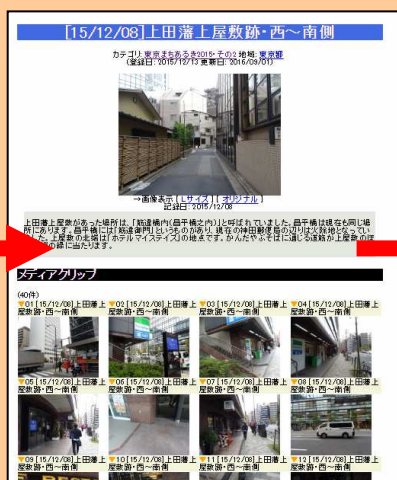 [15/12/08]上田藩上屋敷跡・西～南側
カテゴリ: 東京まちあるき2015・その2 地域: 東京都
(登録日: 2015/12/13 更新日: 2016/09/01)
→画像表示 [ Lサイズ ] [ オリジナル ]
記録日: 2015/12/08
上田藩上屋敷があった場所は、「筋違橋内(昌平橋之内)」と呼ばれていました。昌平橋は現在も同じ場
所にあります。昌平橋には「筋違御門」というものがあり、現在の神田郵便局の辺りは火除地となってい
した。上屋敷の北端は「ホテルマイステイズ」の地点です。かんだやぶそばに通じる道路が上屋敷の
の縁に当たります。
メディアクリップ
(40件)
▼01 [15/12/08]上田藩上屋敷跡・西～南側
▼02 [15/12/08]上田藩上屋敷跡・西～南側
▼03 [15/12/08]上田藩上屋敷跡・西～南側
▼04 [15/12/08]上田藩上屋敷跡・西～南側
▼05 [15/12/08]上田藩上屋敷跡・西～南側
▼06 [15/12/08]上田藩上屋敷跡・西～南側
▼07 [15/12/08]上田藩上屋敷跡・西～南側
▼08 [15/12/08]上田藩上屋敷跡・西～南側
▼09 [15/12/08]上田藩上屋敷跡・西～南側
▼10 [15/12/08]上田藩上屋敷跡・西～南側
▼11 [15/12/08]上田藩上屋敷跡・西～南側
▼12 [15/12/08]上田藩上屋敷跡・西～南側